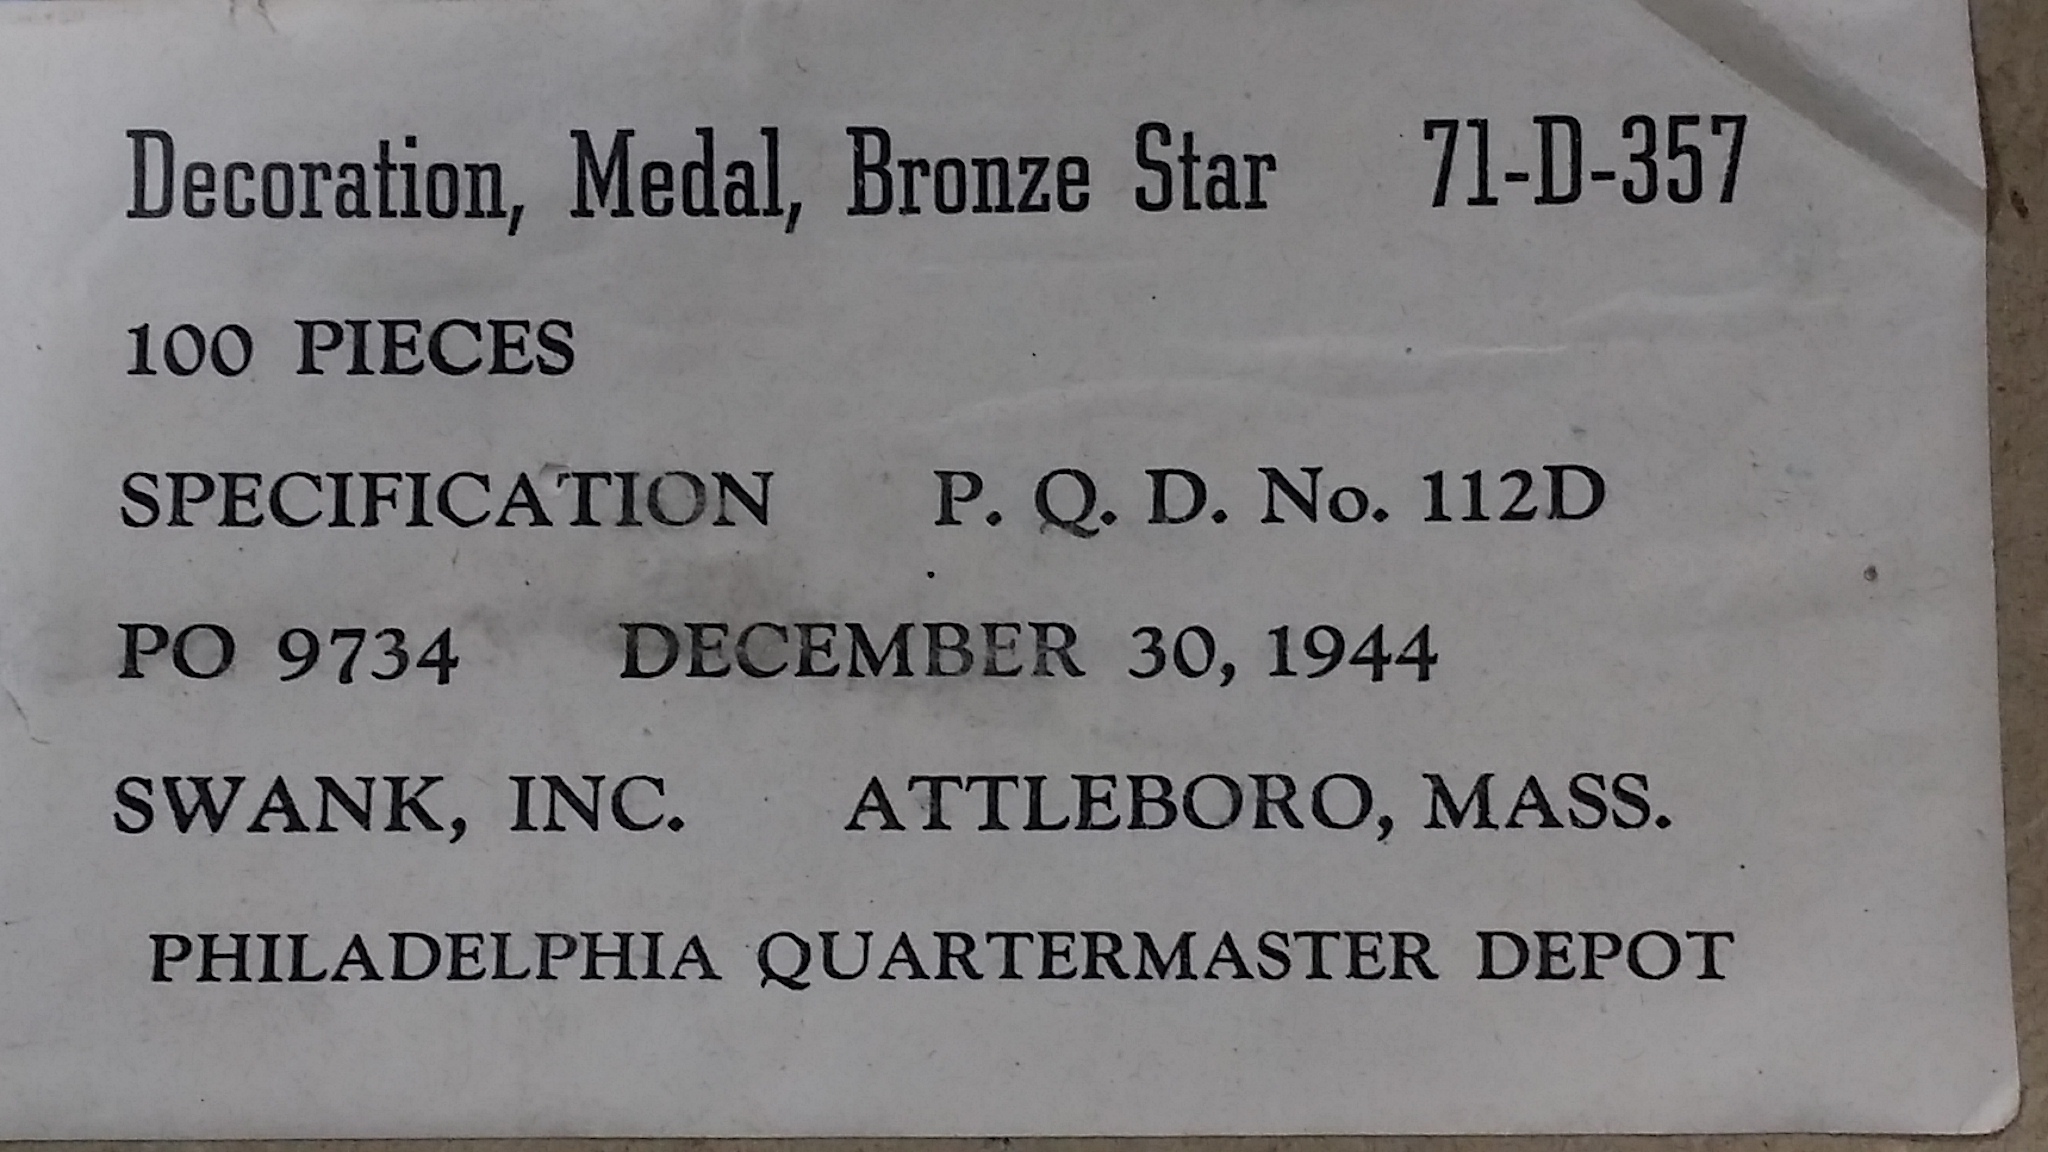 Decoration, Medal, Bronze Star 71-D-357
100 PIECES
SPECIFICATION P. Q. D. No. 112D
PO 9734 DECEMBER 30, 1944
SWANK, INC. ATTLEBORO, MASS.
PHILADELPHIA QUARTERMASTER DEPOT